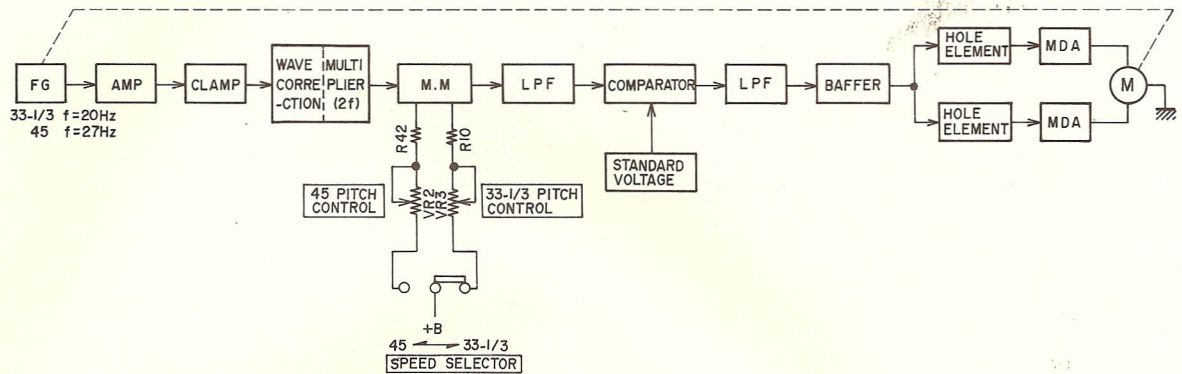 FG
AMP
CLAMP
WAVE
CORRE
-CTION
MULTI
PLIER
(2f)
M.M
LPF
COMPARATOR
LPF
BAFFER
HOLE
ELEMENT
MDA
M
HOLE
ELEMENT
MDA
33-1/3 f=20Hz
45 f=27Hz
R42
R10
STANDARD
VOLTAGE
45 PITCH
CONTROL
VR2
VR3
33-1/3 PITCH
CONTROL
+B
45 33-1/3
SPEED SELECTOR